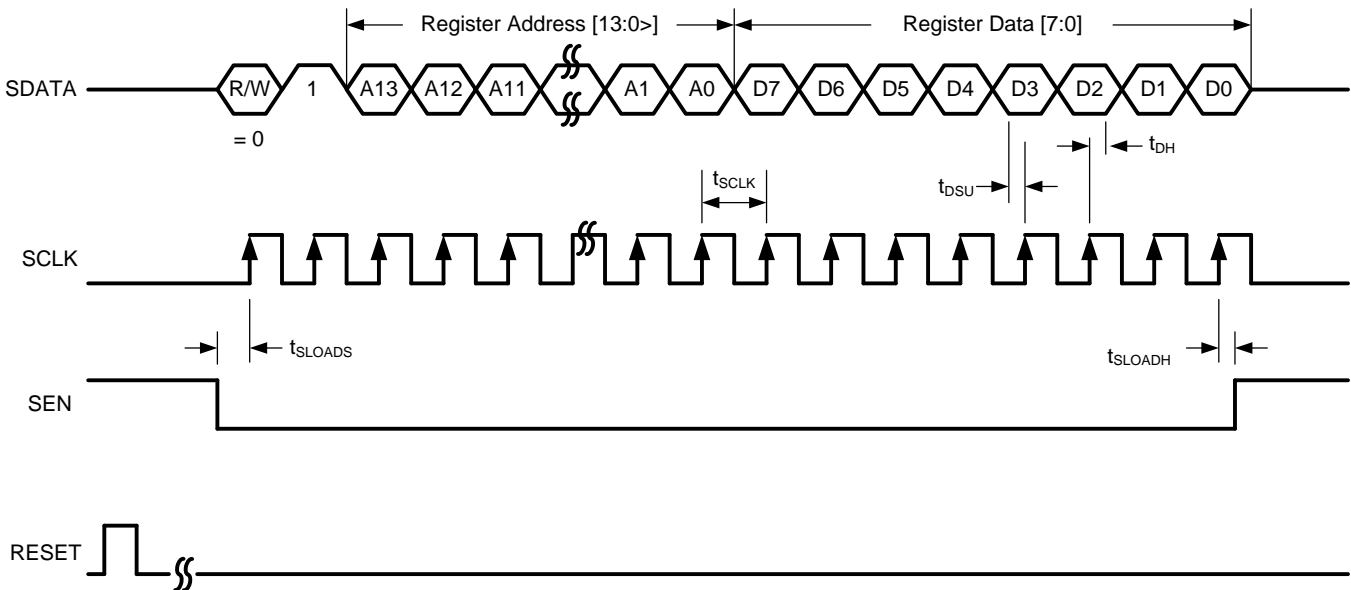 Register Address [13:0>]
Register Data [7:0]
SDATA
R/W
1
A13
A12
A11
A1
A0
D7
D6
D5
D4
D3
D2
D1
D0
= 0
tDH
tSCLK
tDSU
SCLK
tSLOADS
tSLOADH
SEN
RESET